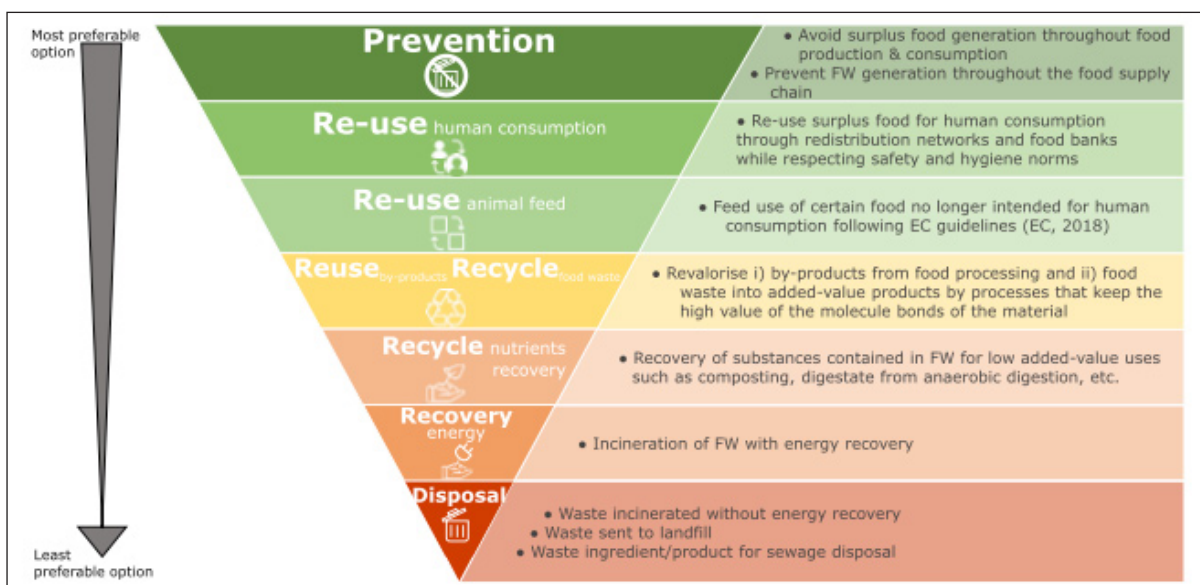 Most preferable
option
Prevention
● Avoid surplus food generation throughout food
production & consumption
● Prevent FW generation throughout the food supply
chain
Re-use human consumption
● Re-use surplus food for human consumption
through redistribution networks and food banks
while respecting safety and hygiene norms
Re-use animal feed
● Feed use of certain food no longer intended for human
consumption following EC guidelines (EC, 2018)
Reuse by-products Recycle food waste
● Revalorise i) by-products from food processing and ii) food
waste into added-value products by processes that keep the
high value of the molecule bonds of the material
Recycle nutrients
recovery
● Recovery of substances contained in FW for low added-value uses
such as composting, digestate from anaerobic digestion, etc.
Recovery
energy
● Incineration of FW with energy recovery
Disposal
● Waste incinerated without energy recovery
● Waste sent to landfill
● Waste ingredient/product for sewage disposal
Least
preferable option